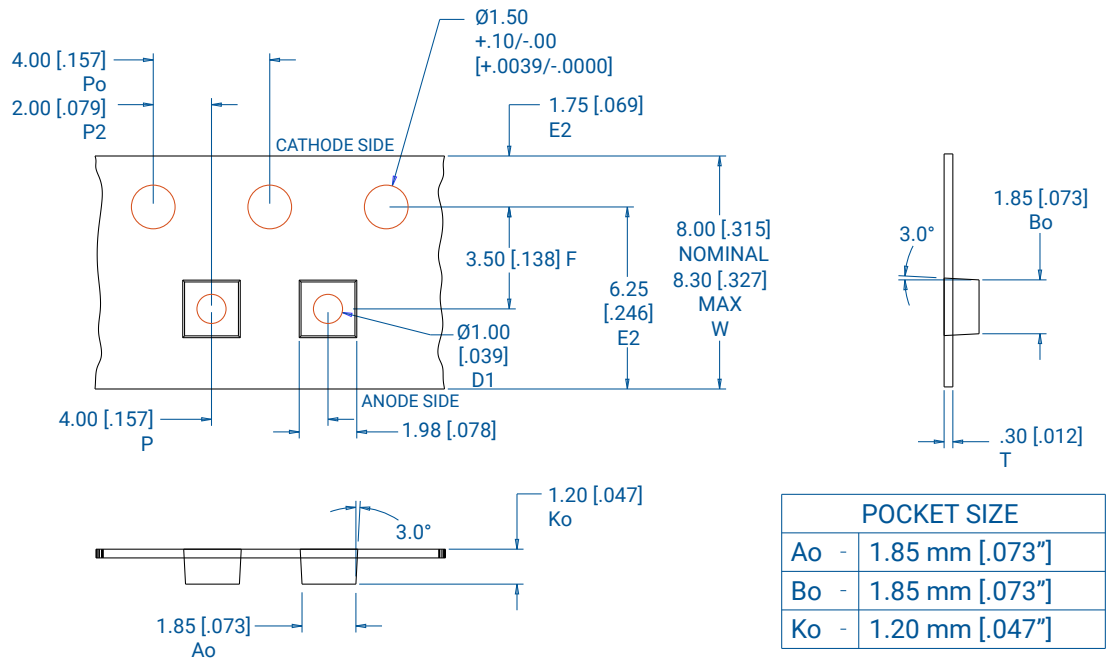 Ø1.50
+.10/-.00
[+.0039/-.0000]
4.00 [.157]
Po
2.00 [.079]
P2
1.75 [.069]
E2
CATHODE SIDE
3.50 [.138] F
6.25
[.246]
E2
8.00 [.315]
NOMINAL
8.30 [.327]
MAX
W
Ø1.00
[.039]
D1
ANODE SIDE
4.00 [.157]
P
1.98 [.078]
1.85 [.073]
Bo
3.0°
.30 [.012]
T
1.20 [.047]
Ko
3.0°
1.85 [.073]
Ao
POCKET SIZE
Ao - 1.85 mm [.073”]
Bo - 1.85 mm [.073”]
Ko - 1.20 mm [.047”]